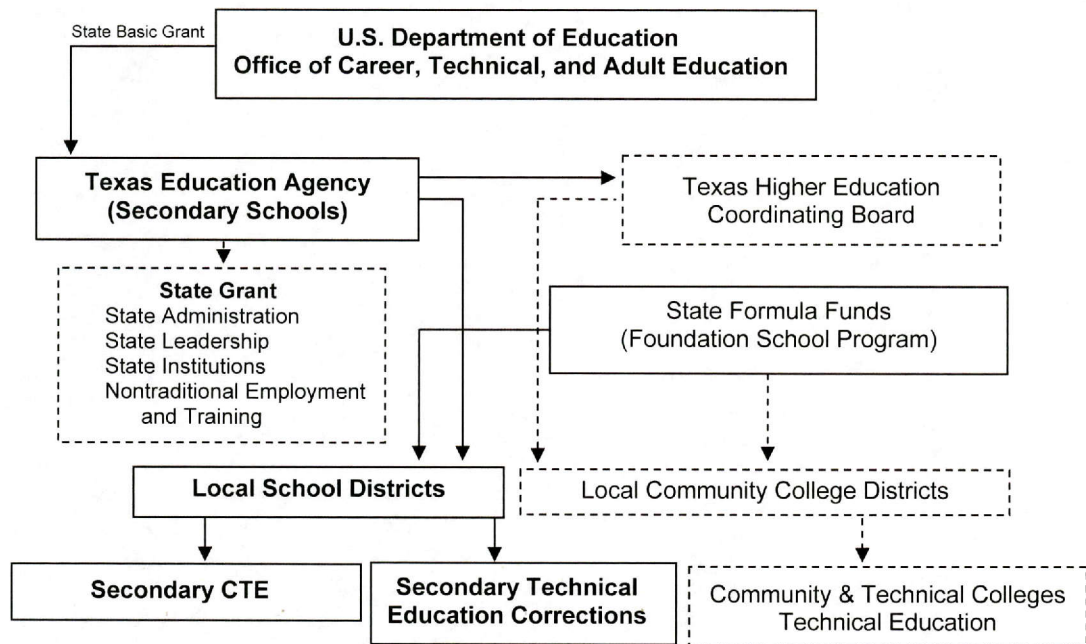 State Basic Grant
U.S. Department of Education
Office of Career, Technical, and Adult Education
Texas Education Agency
(Secondary Schools)
Texas Higher Education
Coordinating Board
State Grant
State Administration
State Leadership
State Institutions
Nontraditional Employment
and Training
State Formula Funds
(Foundation School Program)
Local School Districts
Local Community College Districts
Secondary CTE
Secondary Technical
Education Corrections
Community & Technical Colleges
Technical Education